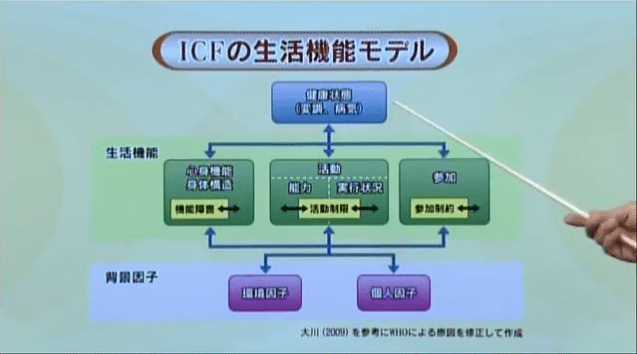 ICFの生活機能モデル
健康状態
(変調、病気)
生活機能
心身機能
身体構造
機能障害
活動
能力
実行状況
活動制限
参加
参加制約
背景因子
環境因子
個人因子
大川(2009)を参考にWHOによる原図を修正して作成